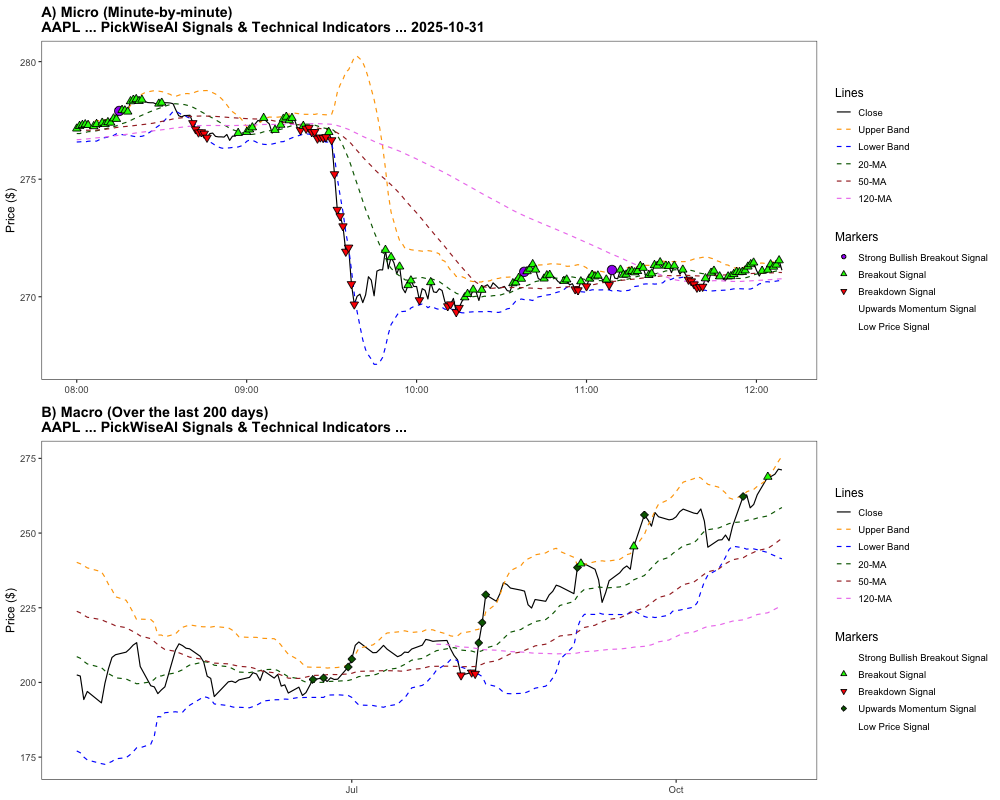 A) Micro (Minute-by-minute)
AAPL ... PickWiseAI Signals & Technical Indicators ... 2025-10-31
Price ($)
280
275
270
08:00
09:00
10:00
11:00
12:00
Lines
Close
Upper Band
Lower Band
20-MA
50-MA
120-MA
Markers
Strong Bullish Breakout Signal
Breakout Signal
Breakdown Signal
Upwards Momentum Signal
Low Price Signal
B) Macro (Over the last 200 days)
AAPL ... PickWiseAI Signals & Technical Indicators ...
Price ($)
275
250
225
200
175
Jul
Oct
Lines
Close
Upper Band
Lower Band
20-MA
50-MA
120-MA
Markers
Strong Bullish Breakout Signal
Breakout Signal
Breakdown Signal
Upwards Momentum Signal
Low Price Signal